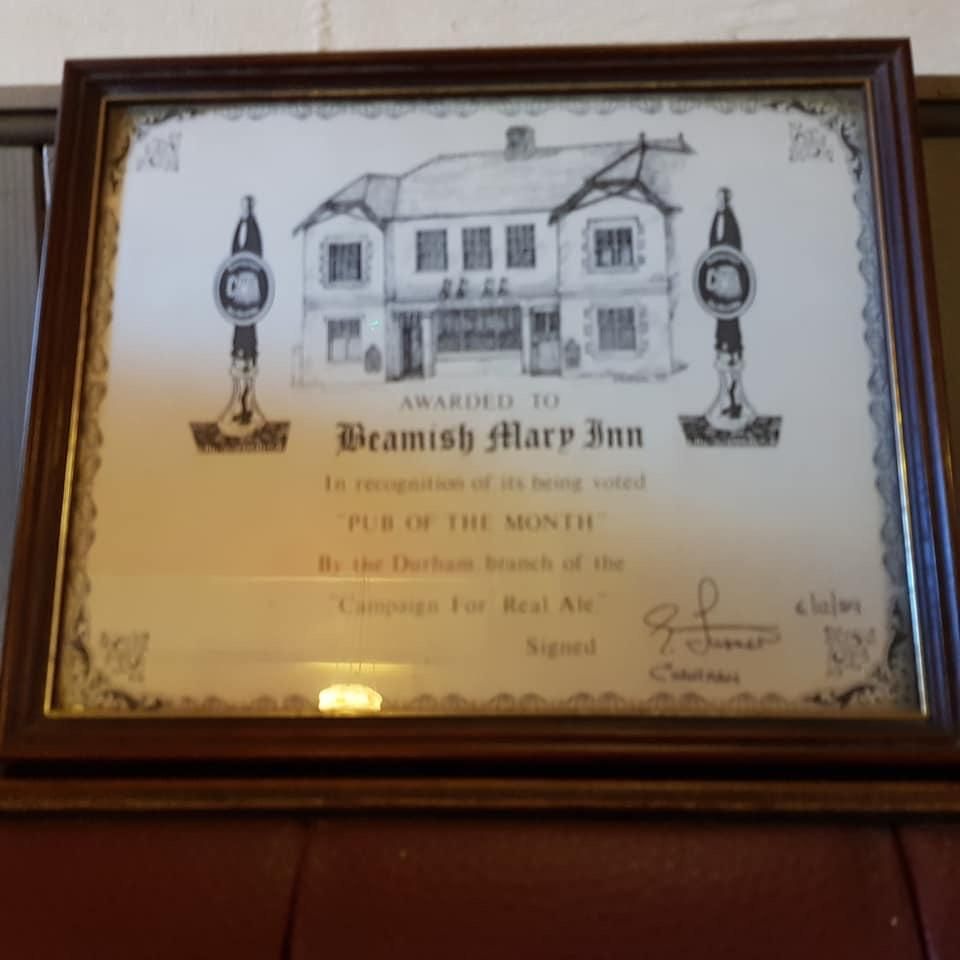 AWARDED TO
Beamish Mary Inn
In recognition of its being voted
"PUB OF THE MONTH"
By the Durham branch of the
"Campaign For Real Ale"
Signed